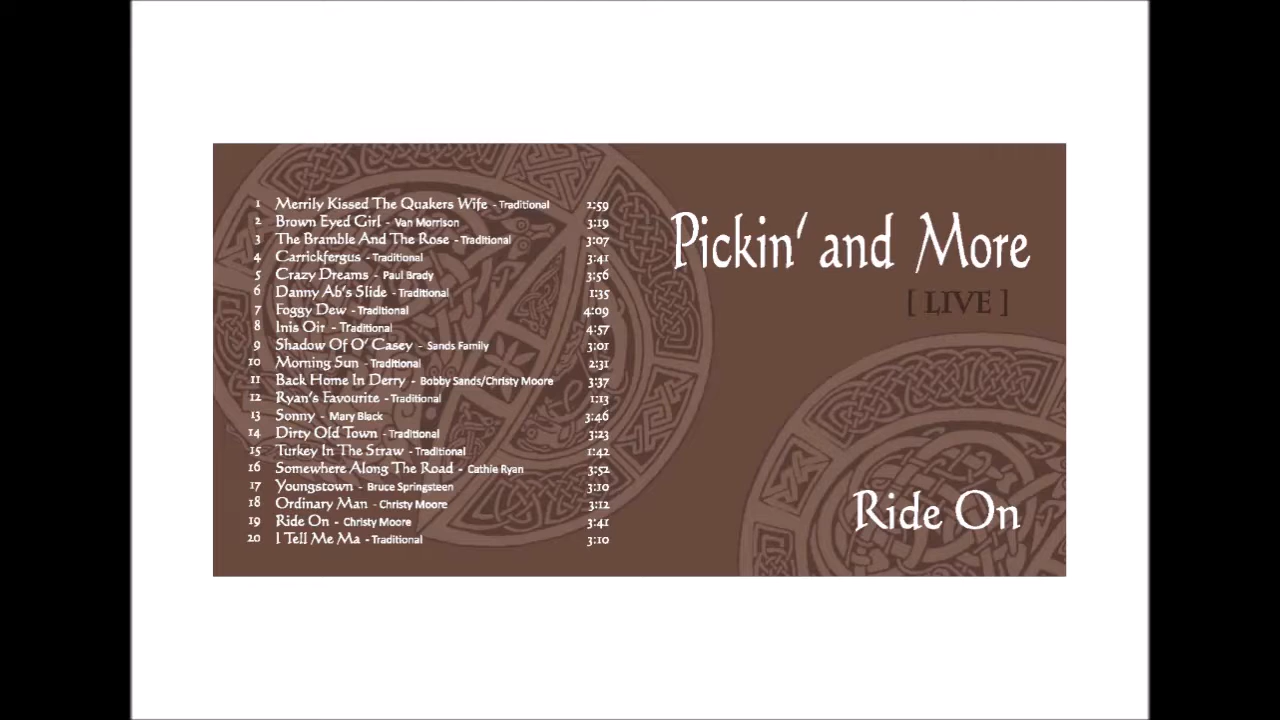 1 Merrily Kissed The Quakers Wife - Traditional 2:59
2 Brown Eyed Girl - Van Morrison 3:19
3 The Bramble And The Rose - Traditional 3:07
4 Carrickfergus - Traditional 3:41
5 Crazy Dreams - Paul Brady 3:56
6 Danny Ab's Slide - Traditional 1:35
7 Foggy Dew - Traditional 4:09
8 Inis Oir - Traditional 4:57
9 Shadow Of O' Casey - Sands Family 3:01
10 Morning Sun - Traditional 2:31
11 Back Home In Derry - Bobby Sands/Christy Moore 3:37
12 Ryan's Favourite - Traditional 1:13
13 Sonny - Mary Black 3:46
14 Dirty Old Town - Traditional 3:23
15 Turkey In The Straw - Traditional 1:42
16 Somewhere Along The Road - Cathie Ryan 3:52
17 Youngstown - Bruce Springsteen 3:10
18 Ordinary Man - Christy Moore 3:12
19 Ride On - Christy Moore 3:41
20 I Tell Me Ma - Traditional 3:10
Pickin' and More
[ LIVE ]
Ride On